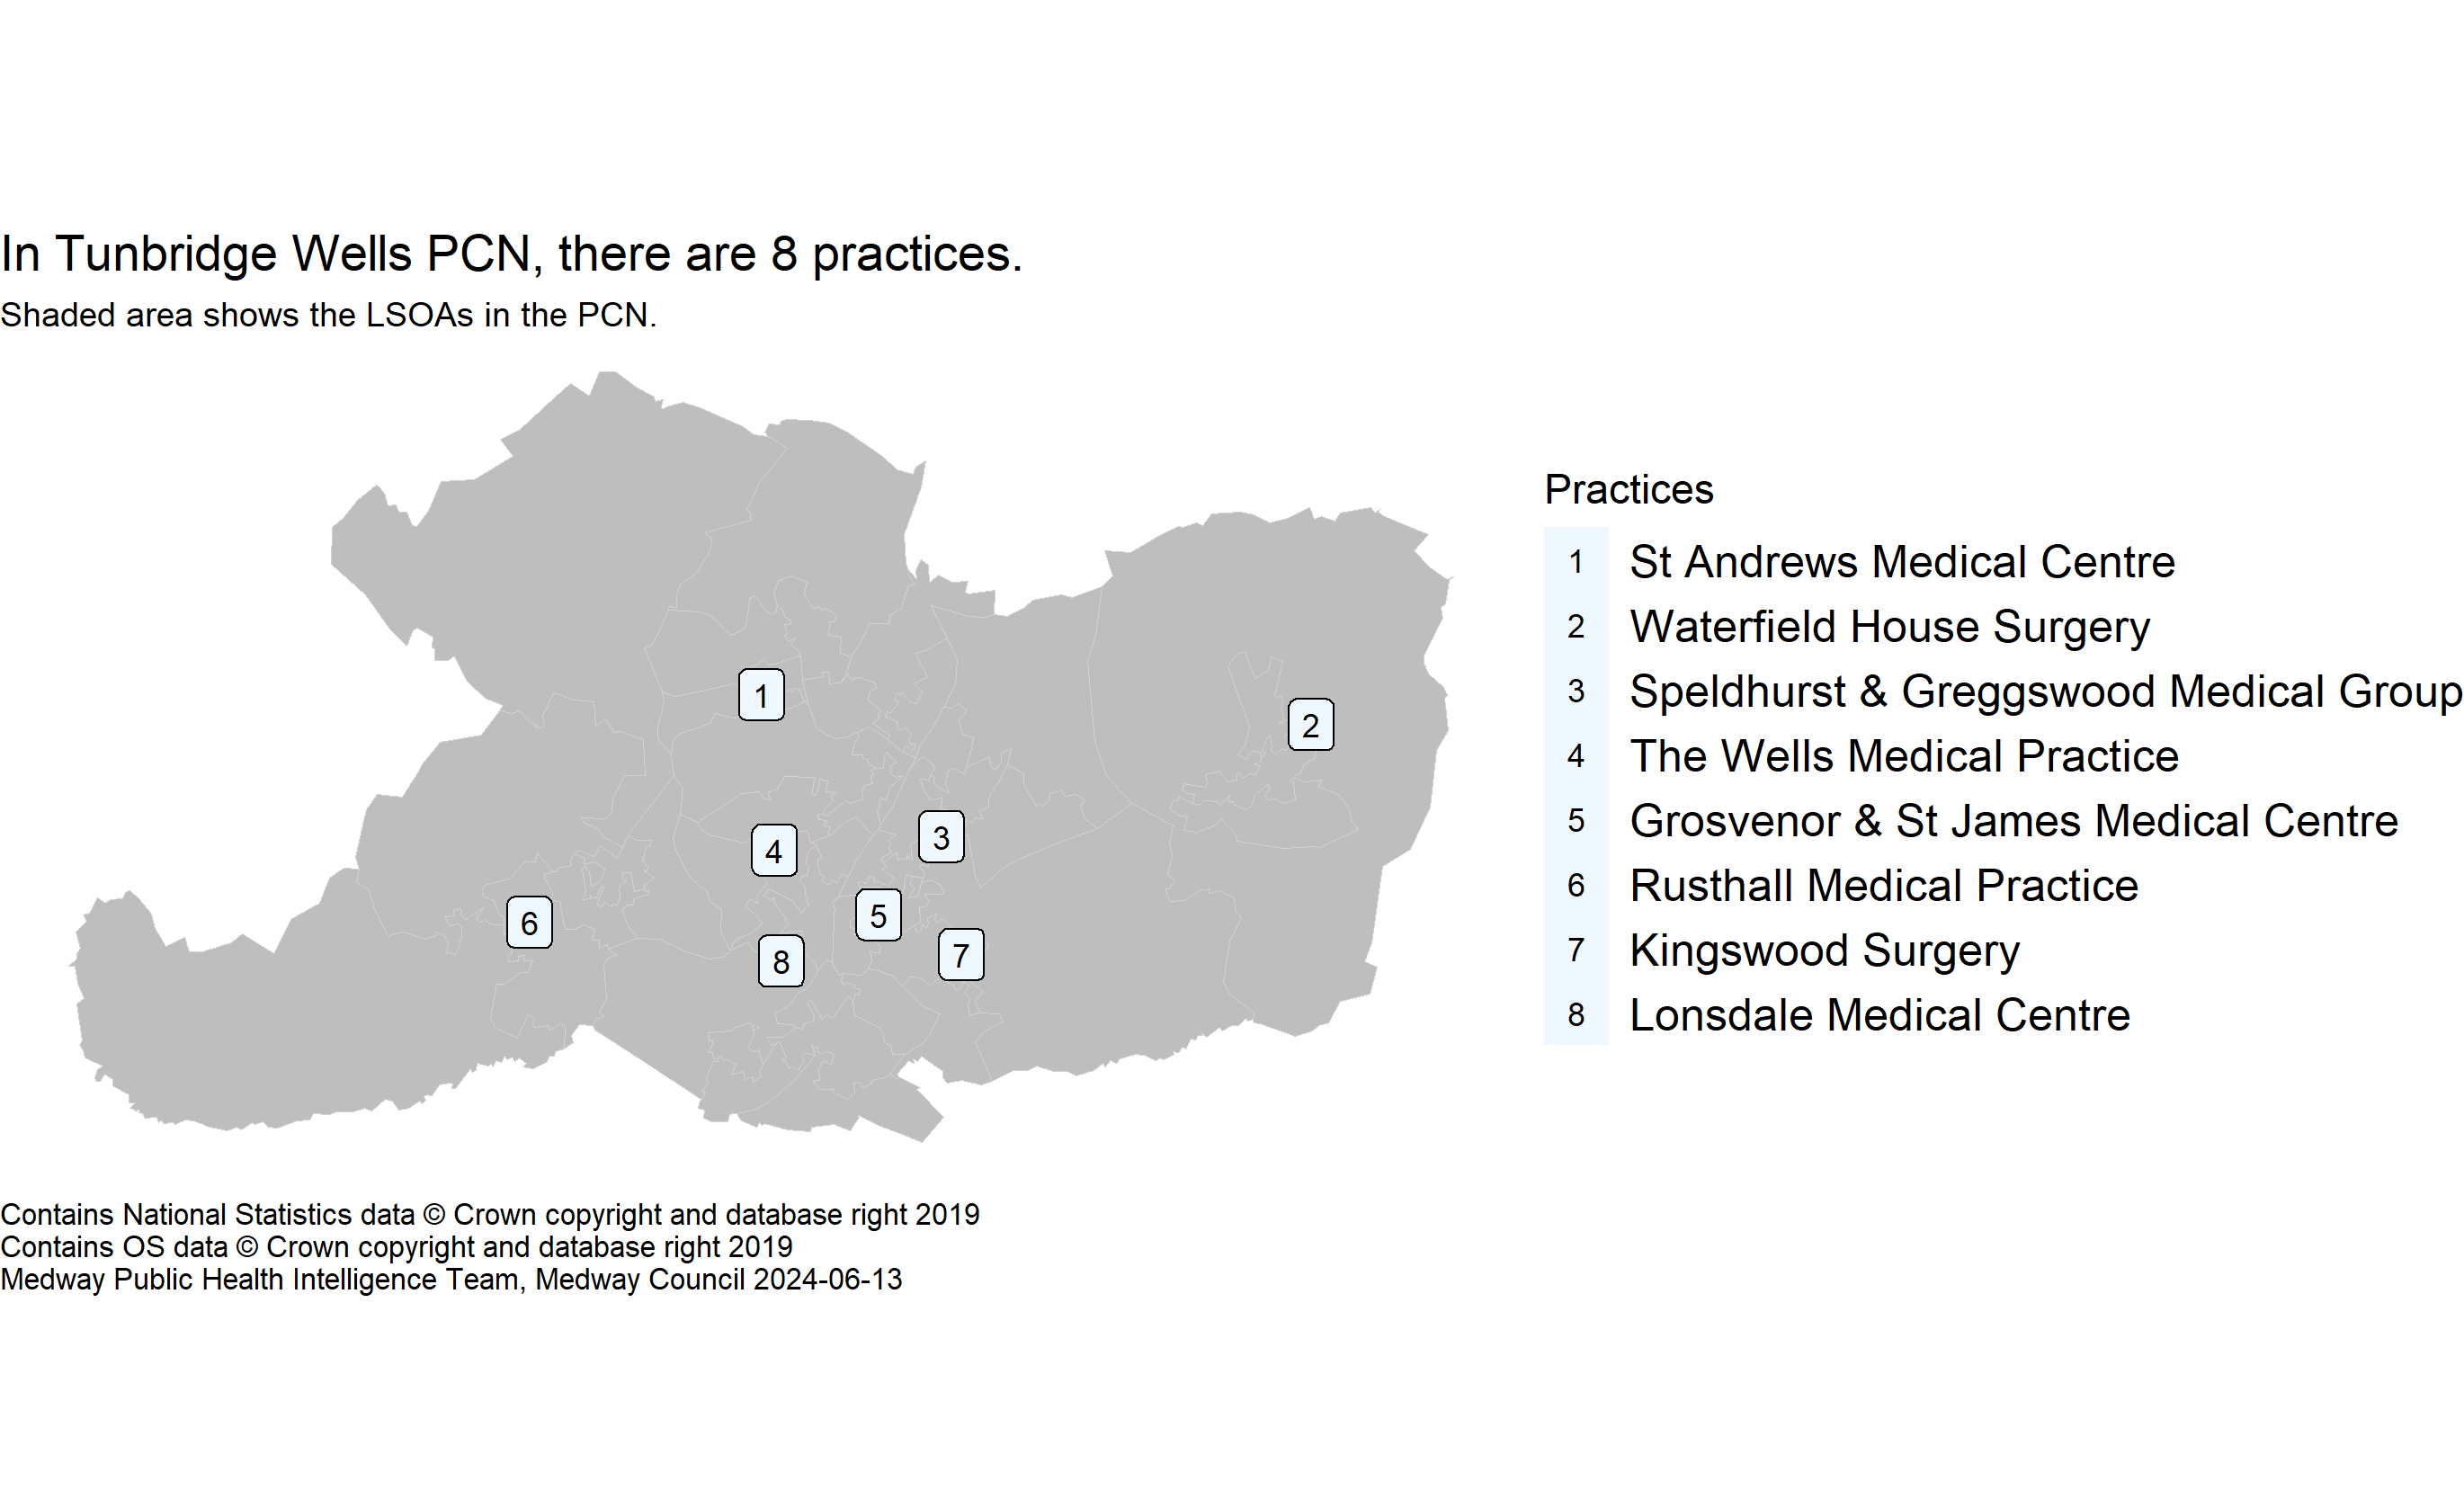 In Tunbridge Wells PCN, there are 8 practices.
Shaded area shows the LSOAs in the PCN.
1
2
3
4
5
6
7
8
Practices
1 St Andrews Medical Centre
2 Waterfield House Surgery
3 Speldhurst & Greggswood Medical Group
4 The Wells Medical Practice
5 Grosvenor & St James Medical Centre
6 Rusthall Medical Practice
7 Kingswood Surgery
8 Lonsdale Medical Centre
Contains National Statistics data © Crown copyright and database right 2019
Contains OS data © Crown copyright and database right 2019
Medway Public Health Intelligence Team, Medway Council 2024-06-13